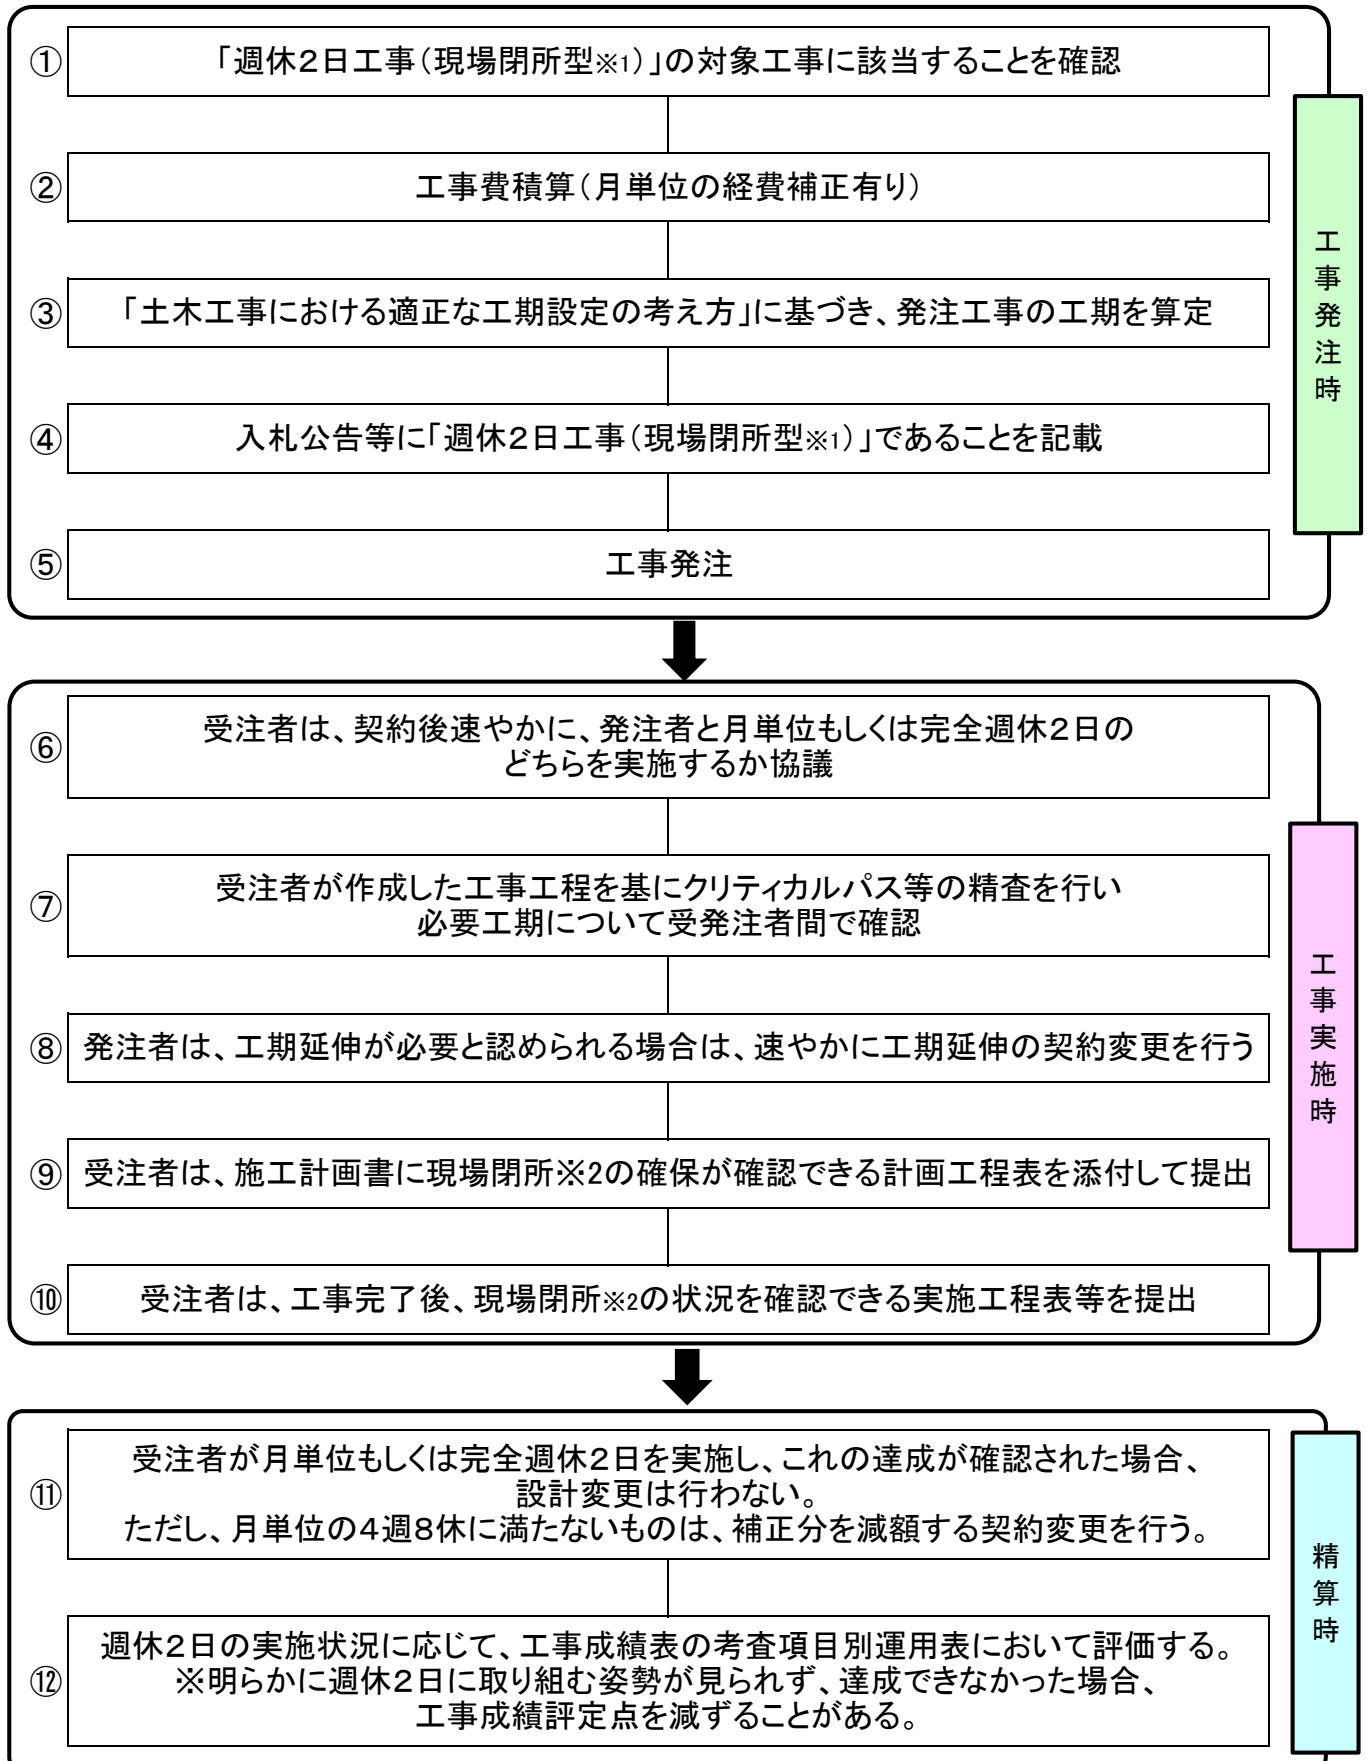 ①
「週休2日工事(現場閉所型※1)」の対象工事に該当することを確認
②
工事費積算(月単位の経費補正有り)
③
「土木工事における適正な工期設定の考え方」に基づき、発注工事の工期を算定
④
入札公告等に「週休2日工事(現場閉所型※1)」であることを記載
⑤
工事発注
工事発注時
⑥
受注者は、契約後速やかに、発注者と月単位もしくは完全週休2日の
どちらを実施するか協議
⑦
受注者が作成した工事工程を基にクリティカルパス等の精査を行い
必要工期について受発注者間で確認
⑧
発注者は、工期延伸が必要と認められる場合は、速やかに工期延伸の契約変更を行う
⑨
受注者は、施工計画書に現場閉所※2の確保が確認できる計画工程表を添付して提出
⑩
受注者は、工事完了後、現場閉所※2の状況を確認できる実施工程表等を提出
工事実施時
⑪
受注者が月単位もしくは完全週休2日を実施し、これの達成が確認された場合、
設計変更は行わない。
ただし、月単位の4週8休に満たないものは、補正分を減額する契約変更を行う。
⑫
週休2日の実施状況に応じて、工事成績表の考査項目別運用表において評価する。
※明らかに週休2日に取り組む姿勢が見られず、達成できなかった場合、
工事成績評定点を減ずることがある。
精算時